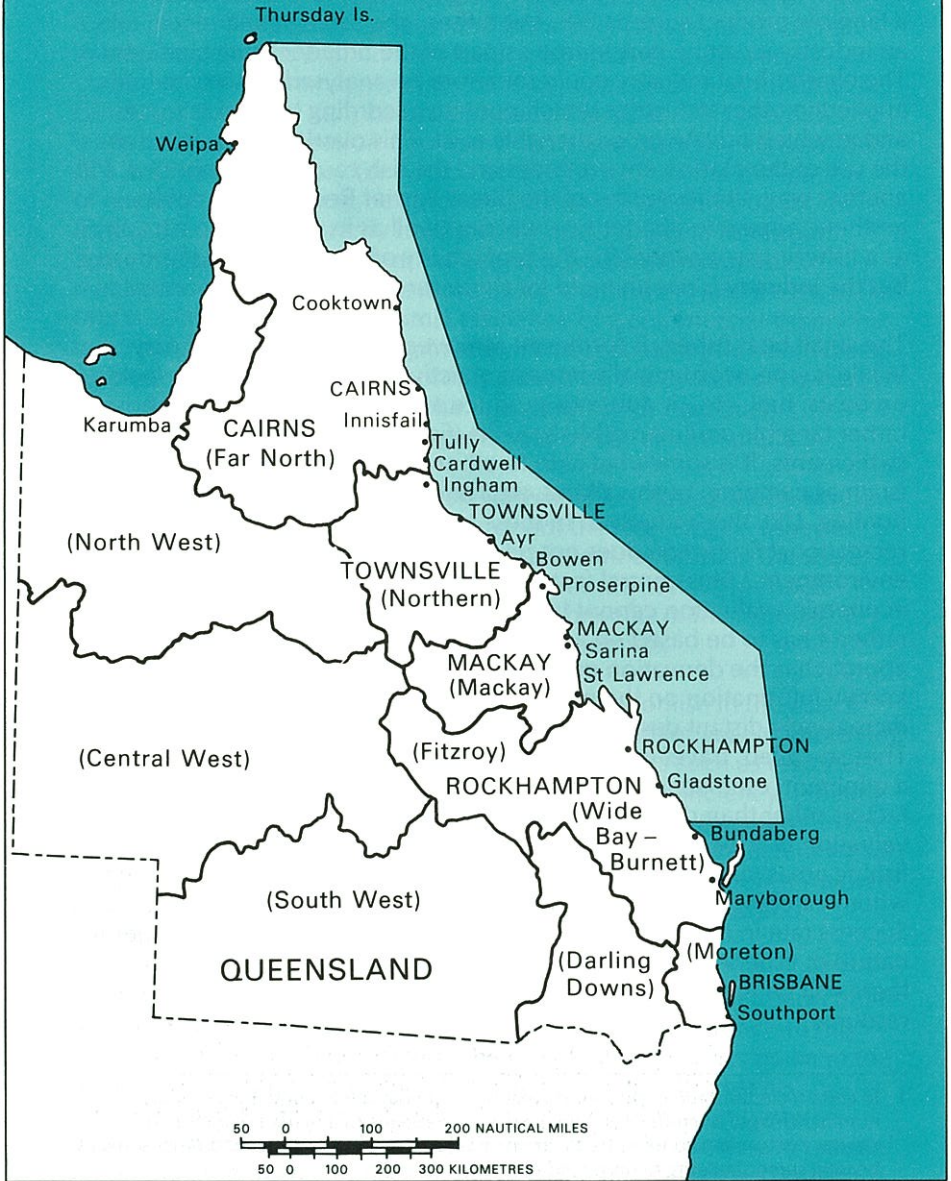 Thursday Is.
Weipa
Cooktown
CAIRNS
Karumba
Innisfail
CAIRNS
(Far North)
Tully
Cardwell
Ingham
TOWNSVILLE
(North West)
Ayr
Bowen
TOWNSVILLE
(Northern)
Proserpine
MACKAY
Sarina
MACKAY
(Mackay)
St Lawrence
(Central West)
(Fitzroy)
ROCKHAMPTON
Gladstone
ROCKHAMPTON
(Wide
Bay –
Burnett)
Bundaberg
(South West)
Maryborough
(Moreton)
QUEENSLAND
(Darling
Downs)
BRISBANE
Southport
50 0 100 200 NAUTICAL MILES
50 0 100 200 300 KILOMETRES